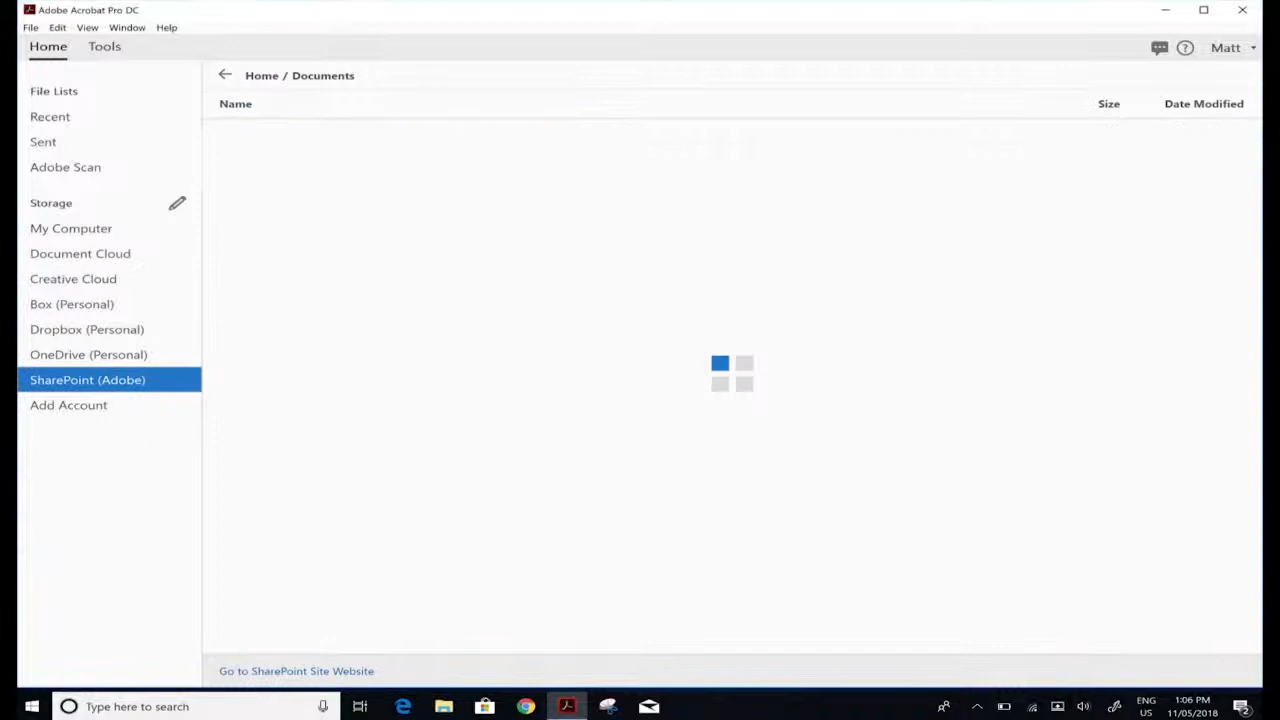 Adobe Acrobat Pro DC
File Edit View Window Help
Home Tools
Matt
File Lists
Recent
Sent
Adobe Scan
Storage
My Computer
Document Cloud
Creative Cloud
Box (Personal)
Dropbox (Personal)
OneDrive (Personal)
SharePoint (Adobe)
Add Account
Home / Documents
Name Size Date Modified
Go to SharePoint Site Website
Type here to search
ENG
US
1:06 PM
11/05/2018
2